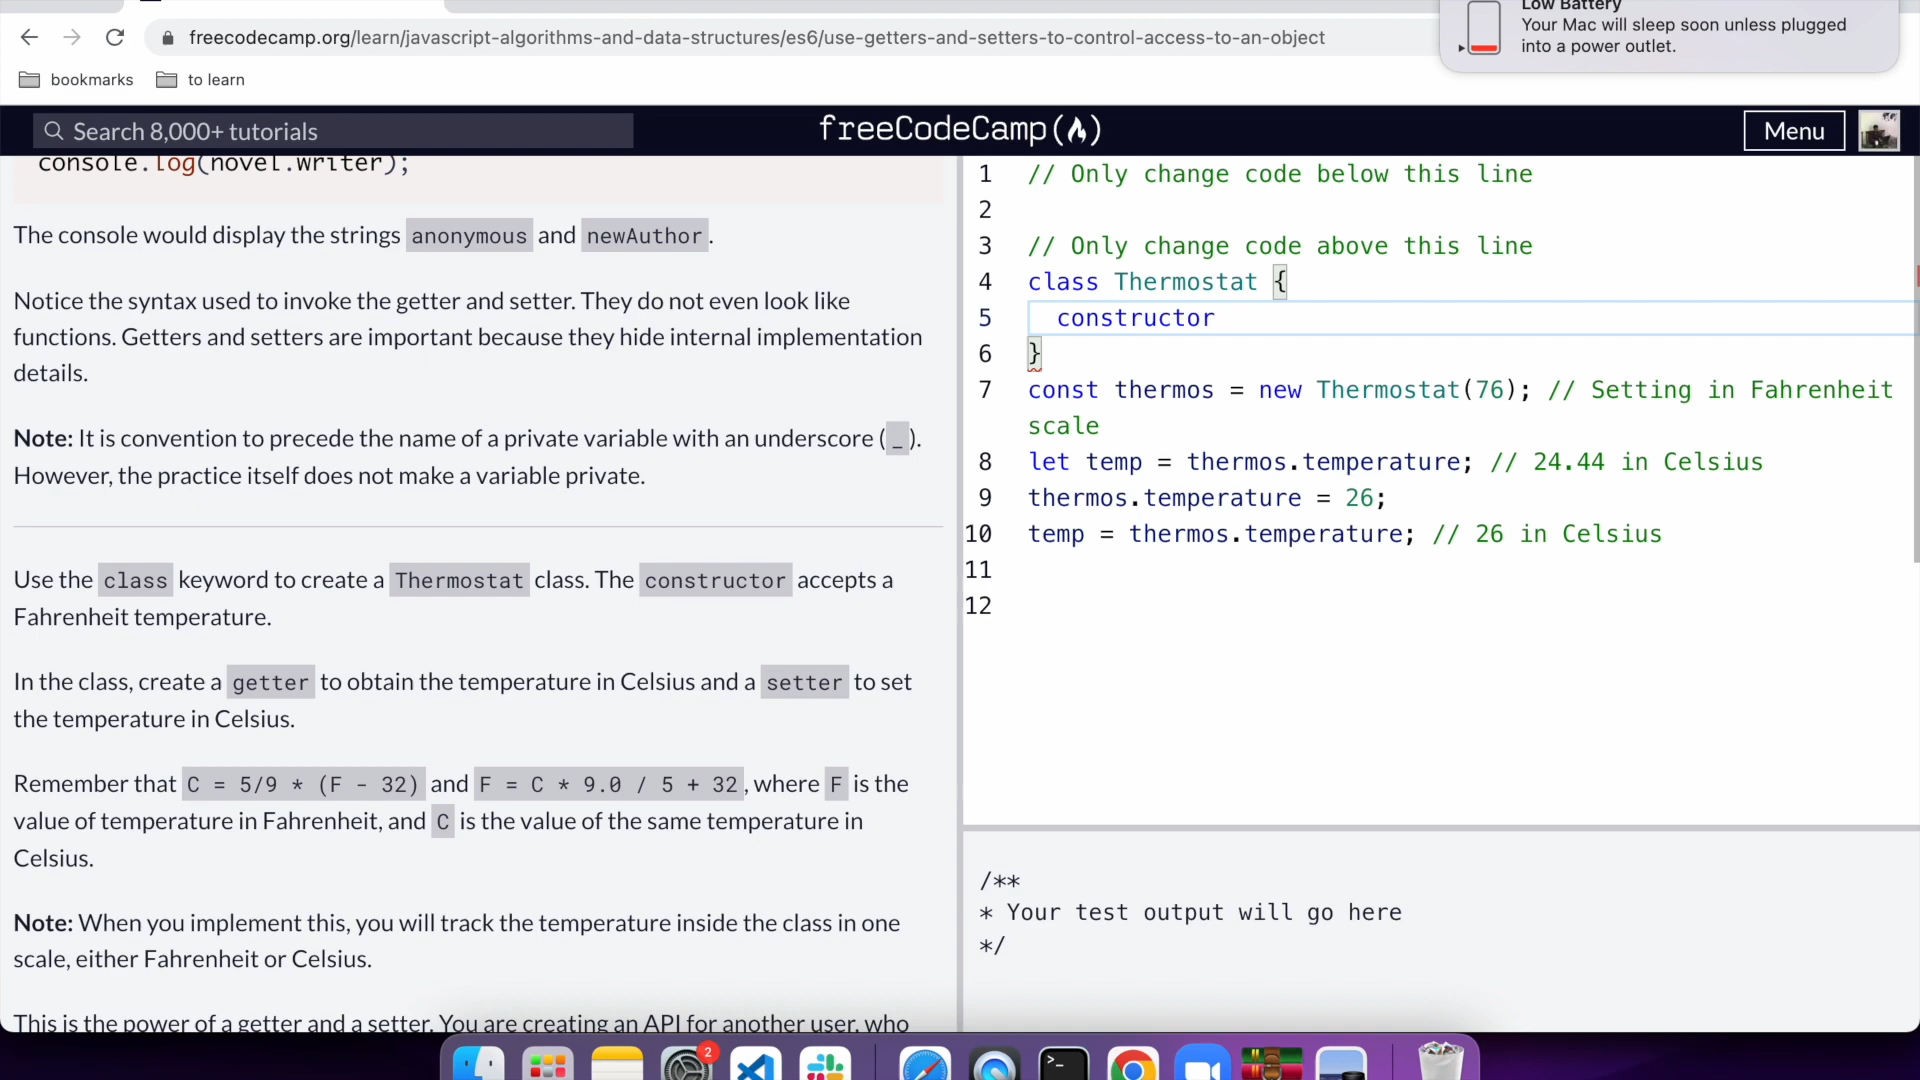 Low Battery
Your Mac will sleep soon unless plugged
into a power outlet.
freecodecamp.org/learn/javascript-algorithms-and-data-structures/es6/use-getters-and-setters-to-control-access-to-an-object
bookmarks
to learn
Search 8,000+ tutorials
freeCodeCamp
Menu
console.log(novel.writer);
The console would display the strings anonymous and newAuthor.
Notice the syntax used to invoke the getter and setter. They do not even look like
functions. Getters and setters are important because they hide internal implementation
details.
Note: It is convention to precede the name of a private variable with an underscore (_).
However, the practice itself does not make a variable private.
Use the class keyword to create a Thermostat class. The constructor accepts a
Fahrenheit temperature.
In the class, create a getter to obtain the temperature in Celsius and a setter to set
the temperature in Celsius.
Remember that C = 5/9 * (F - 32) and F = C * 9.0 / 5 + 32, where F is the
value of temperature in Fahrenheit, and C is the value of the same temperature in
Celsius.
Note: When you implement this, you will track the temperature inside the class in one
scale, either Fahrenheit or Celsius.
This is the power of a getter and a setter. You are creating an API for another user, who
1 // Only change code below this line
2
3 // Only change code above this line
4 class Thermostat {
5 constructor
6 }
7 const thermos = new Thermostat(76); // Setting in Fahrenheit
scale
8 let temp = thermos.temperature; // 24.44 in Celsius
9 thermos.temperature = 26;
10 temp = thermos.temperature; // 26 in Celsius
11
12
/**
* Your test output will go here
*/
2
>_